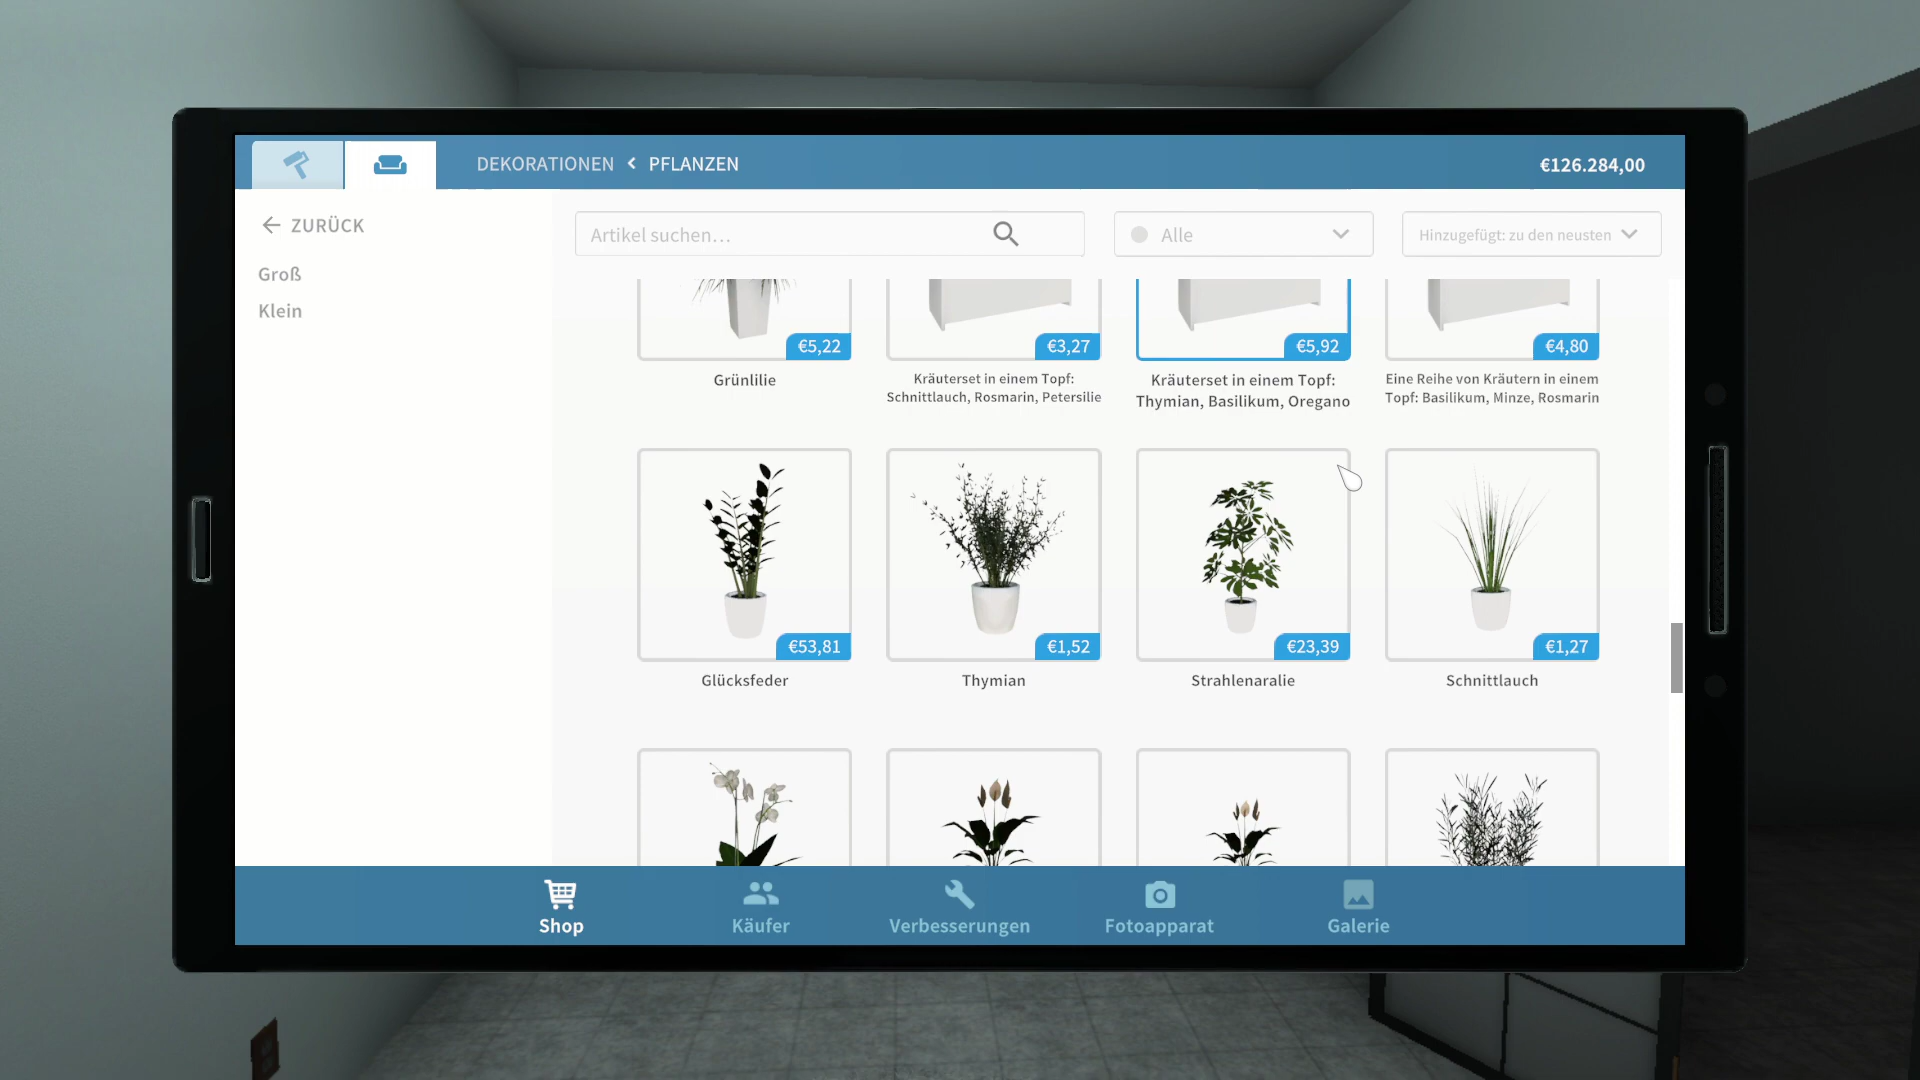 DEKORATIONEN < PFLANZEN
€126.284,00
← ZURÜCK
Groß
Klein
Artikel suchen...
Alle
Hinzugefügt: zu den neusten
€5,22
€3,27
€5,92
€4,80
Grünlilie
Kräuterset in einem Topf:
Schnittlauch, Rosmarin, Petersilie
Kräuterset in einem Topf:
Thymian, Basilikum, Oregano
Eine Reihe von Kräutern in einem
Topf: Basilikum, Minze, Rosmarin
€53,81
€1,52
€23,39
€1,27
Glücksfeder
Thymian
Strahlenaralie
Schnittlauch
Shop
Käufer
Verbesserungen
Fotoapparat
Galerie